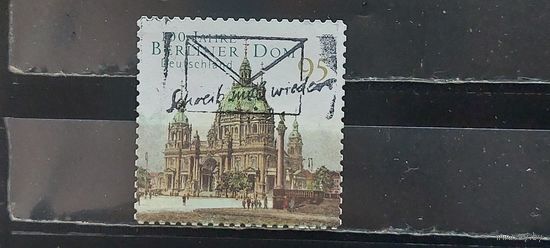 100 JAHRE
BERLINER DOM
Deutschland 95
Schreib mal wieder